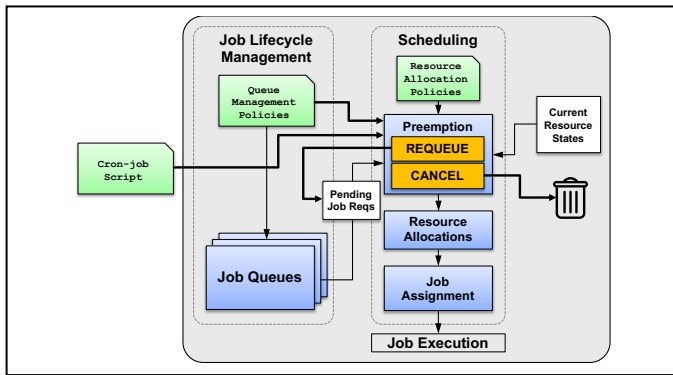 Job Lifecycle
Management
Scheduling
Queue
Management
Policies
Resource
Allocation
Policies
Current
Resource
States
Preemption
REQUEUE
CANCEL
Cron-job
Script
Pending
Job Reqs
Resource
Allocations
Job Queues
Job
Assignment
Job Execution